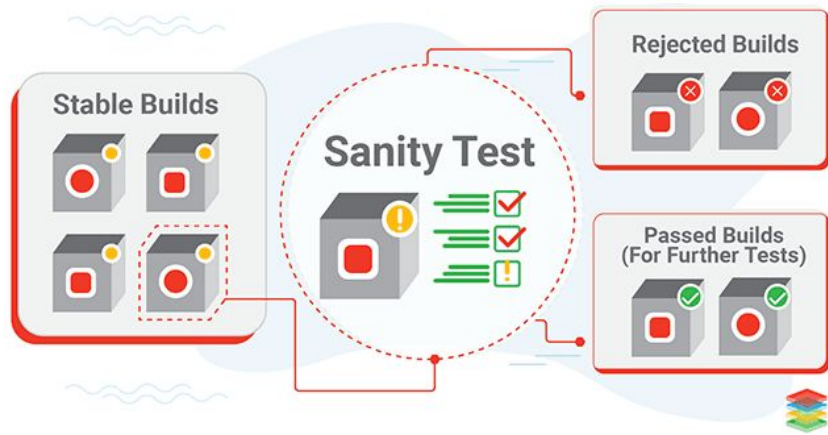 Stable Builds
Sanity Test
Rejected Builds
Passed Builds
(For Further Tests)